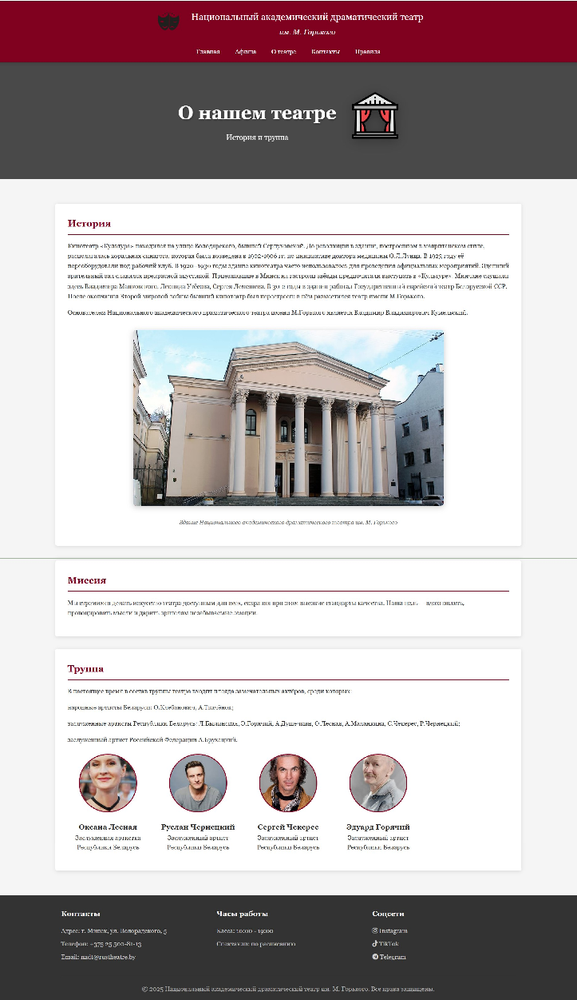 Национальный академический драматический театр
им. М. Горького
Главная Афиша О театре Контакты Правила
О нашем театре
История и труппа
История
Кинотеатр «Культура» находился на улице Володарского, бывшей Серпуховской. До революции в здании, построенном в мавританском стиле,
располагалась хоральная синагога, которая была возведена в 1902-1906 гг. по инициативе доктора медицины О.Л.Лунца. В 1925 году её
переоборудовали под рабочий клуб. В 1920–1930 годы здание кинотеатра часто использовалось для проведения официальных мероприятий. Здешний
зрительный зал славился прекрасной акустикой. Приезжавшие в Минск на гастроли звёзды предпочитали выступать в «Культуре». Минчане слушали
здесь Владимира Маяковского, Леонида Утёсова, Сергея Лемешева. В 30-е годы в здании работал Государственный еврейский театр Белорусской ССР.
После окончания Второй мировой войны бывший кинотеатр был перестроен: в нём разместился театр имени М.Горького.
Основателем Национального академического драматического театра имени М.Горького является Владимир Владимирович Кумельский.
Здание Национального академического драматического театра им. М. Горького
Миссия
Мы стремимся делать искусство театра доступным для всех, сохраняя при этом высокие стандарты качества. Наша цель — вдохновлять,
провоцировать мысли и дарить зрителям незабываемые эмоции.
Труппа
В настоящее время в состав труппы театра входит плеяда замечательных актёров, среди которых:
народные артисты Беларуси: О.Клебанович, А.Ткачёнок;
заслуженные артисты Республики Беларусь: Л.Былинская, Э.Горячий, А.Душечкин, О.Лесная, А.Маланкина, С.Чекерес, Р.Чернецкий;
заслуженный артист Российской Федерации А.Брухацкий.
Оксана Лесная
Заслуженная артистка
Республики Беларусь
Руслан Чернецкий
Заслуженный артист
Республики Беларусь
Сергей Чекерес
Заслуженный артист
Республики Беларусь
Эдуард Горячий
Заслуженный артист
Республики Беларусь
Контакты
Адрес: г. Минск, ул. Володарского, 5
Телефон: +375 25 500-81-13
Email: nadt@rustheatre.by
Часы работы
Касса: 10:00 - 19:00
Спектакли: по расписанию
Соцсети
Instagram
TikTok
Telegram
© 2025 Национальный академический драматический театр им. М. Горького. Все права защищены.